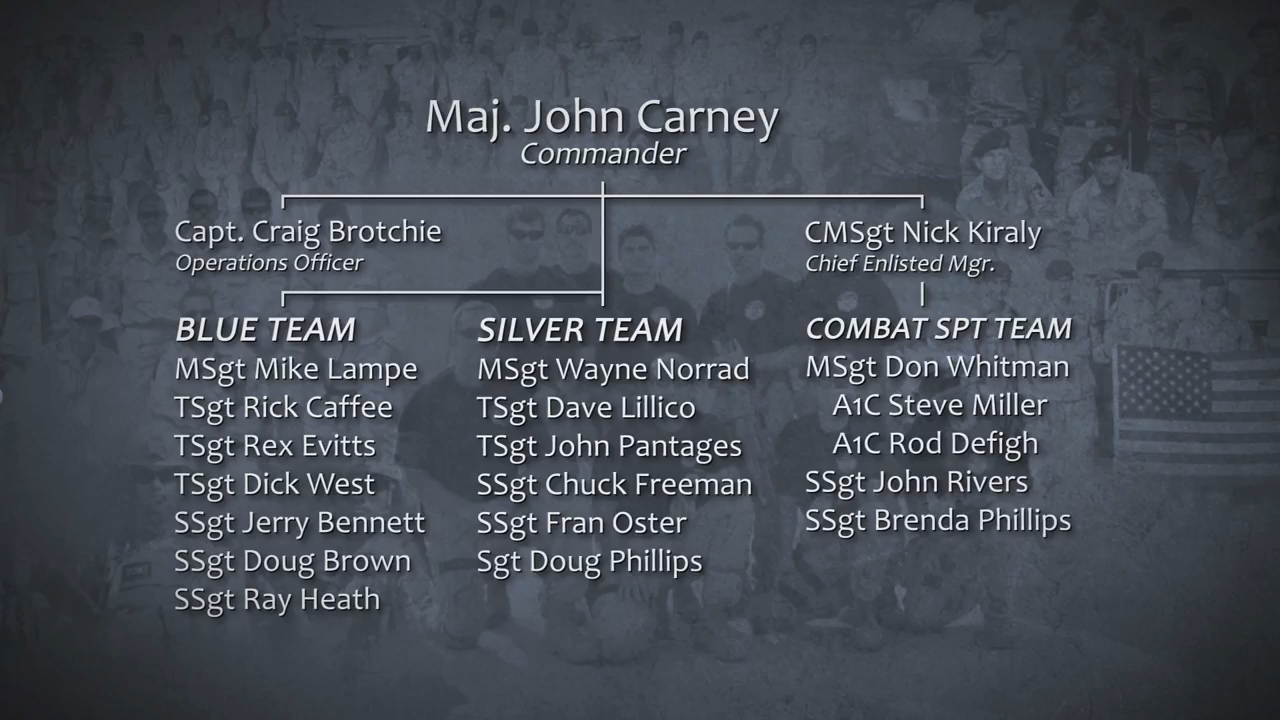 Maj. John Carney
Commander
Capt. Craig Brotchie
Operations Officer
CMSgt Nick Kiraly
Chief Enlisted Mgr.
BLUE TEAM
MSgt Mike Lampe
TSgt Rick Caffee
TSgt Rex Evitts
TSgt Dick West
SSgt Jerry Bennett
SSgt Doug Brown
SSgt Ray Heath
SILVER TEAM
MSgt Wayne Norrad
TSgt Dave Lillico
TSgt John Pantages
SSgt Chuck Freeman
SSgt Fran Oster
Sgt Doug Phillips
COMBAT SPT TEAM
MSgt Don Whitman
A1C Steve Miller
A1C Rod Defigh
SSgt John Rivers
SSgt Brenda Phillips